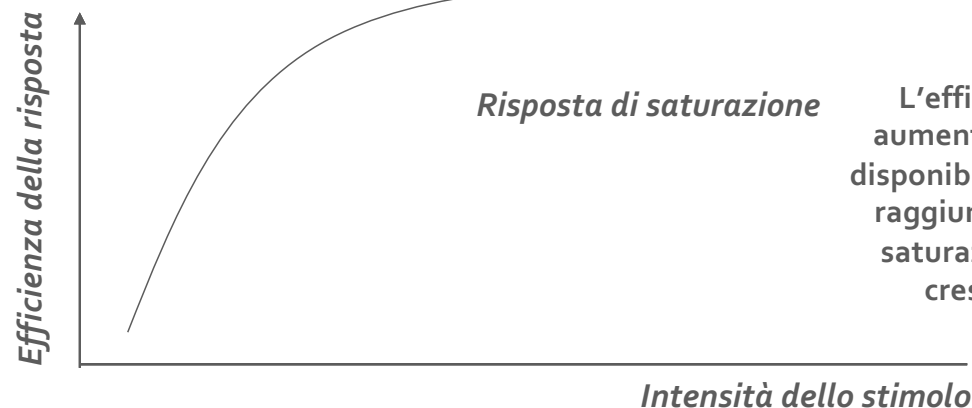 Efficienza della risposta
Risposta di saturazione
L'effi
aument
disponib
raggiun
satura
cres
Intensità dello stimolo